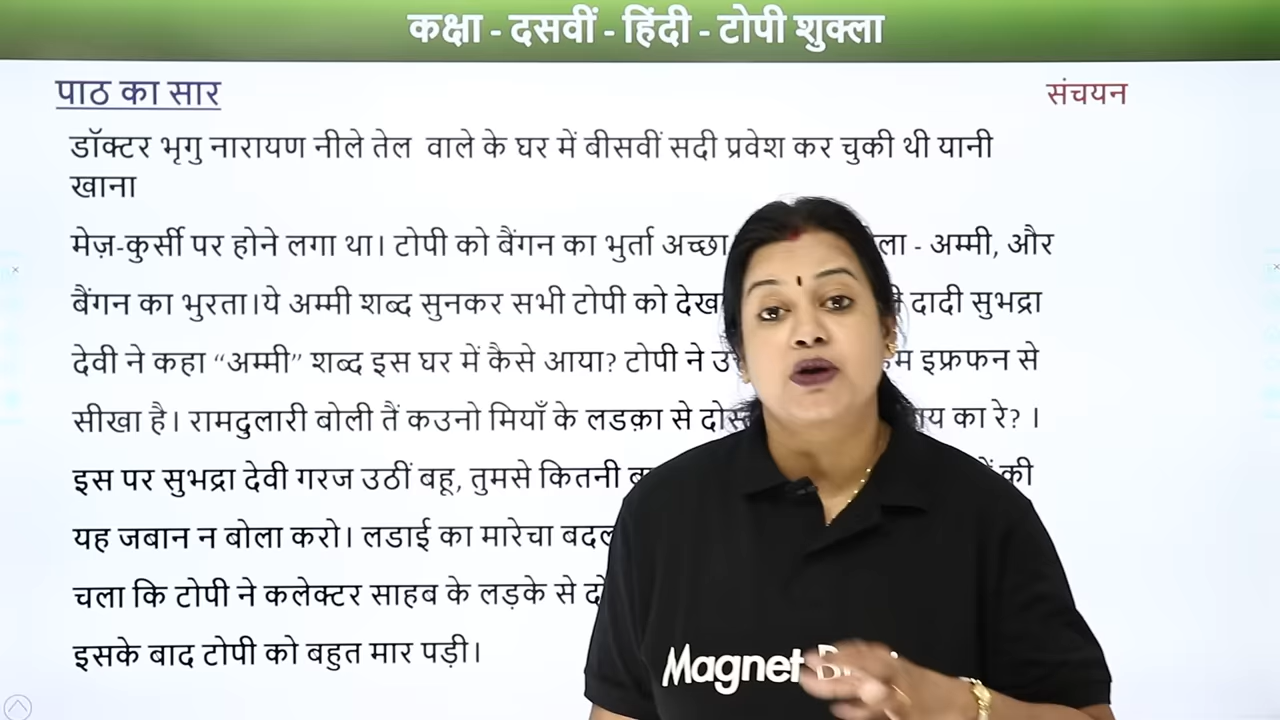 कक्षा - दसवीं - हिंदी - टोपी शुक्ला
पाठ का सार
संचयन
डॉक्टर भृगु नारायण नीले तेल वाले के घर में बीसवीं सदी प्रवेश कर चुकी थी यानी
खाना
मेज़-कुर्सी पर होने लगा था। टोपी को बैंगन का भुर्ता अच्छा - अम्मी, और
बैंगन का भुरता।ये अम्मी शब्द सुनकर सभी टोपी को दादी सुभद्रा
देवी ने कहा “अम्मी” शब्द इस घर में कैसे आया? टोपी ने इफ़्रफन से
सीखा है। रामदुलारी बोली तैं कउनो मियाँ के लडक़ा से का रे? ।
इस पर सुभद्रा देवी गरज उठीं बहू, तुमसे कितनी की
यह जबान न बोला करो। लडाई का मारेचा
चला कि टोपी ने कलेक्टर साहब के लड़के से
इसके बाद टोपी को बहुत मार पड़ी।
Magnet